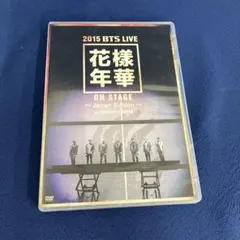 2015 BTS LIVE
花様
年華
ON STAGE
~Japan Edition~
DVD